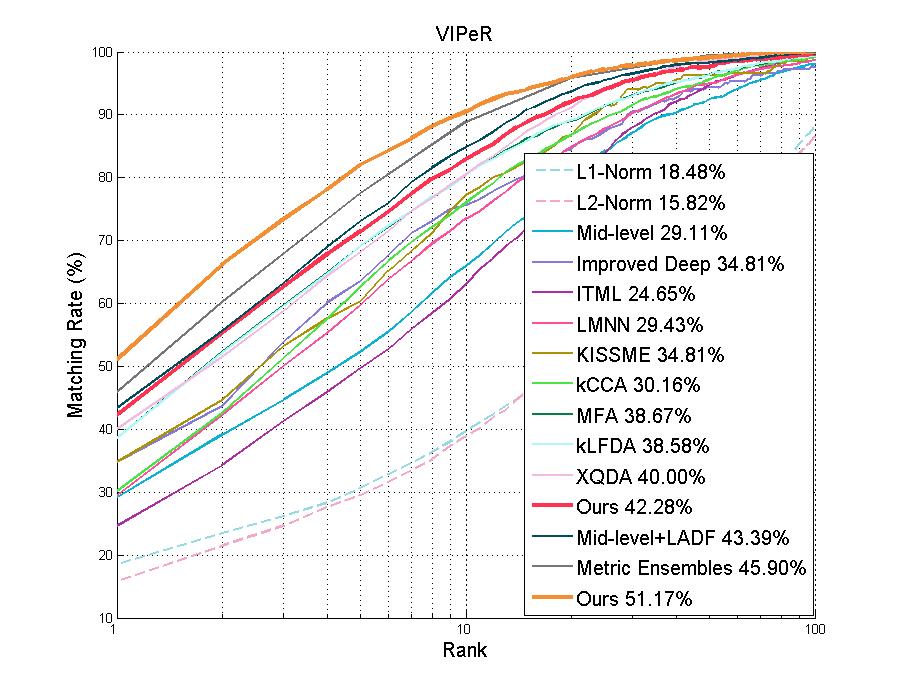 VIPeR
100
90
80
70
60
50
40
30
20
10
Matching Rate (%)
L1-Norm 18.48%
L2-Norm 15.82%
Mid-level 29.11%
Improved Deep 34.81%
ITML 24.65%
LMNN 29.43%
KISSME 34.81%
kCCA 30.16%
MFA 38.67%
kLFDA 38.58%
XQDA 40.00%
Ours 42.28%
Mid-level+LADF 43.39%
Metric Ensembles 45.90%
Ours 51.17%
1
10
100
Rank